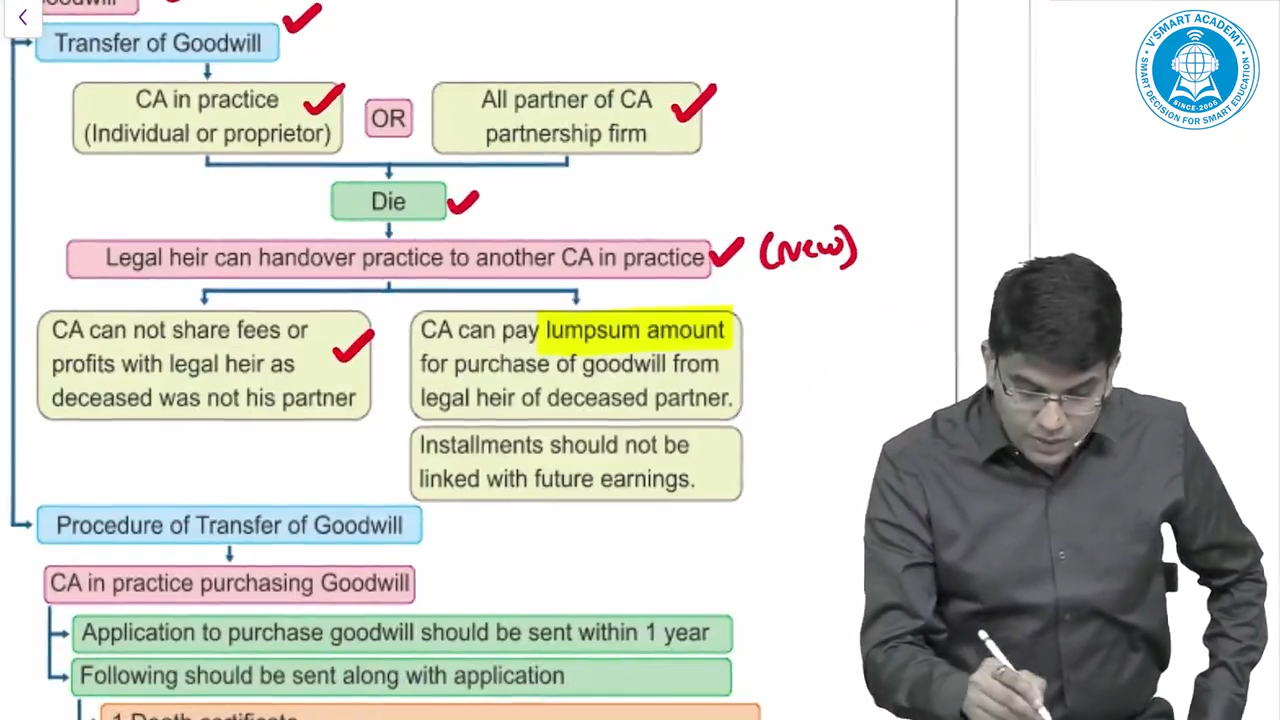 Transfer of Goodwill
CA in practice
(Individual or proprietor)
OR
All partner of CA
partnership firm
Die
Legal heir can handover practice to another CA in practice
(New)
CA can not share fees or
profits with legal heir as
deceased was not his partner
CA can pay lumpsum amount
for purchase of goodwill from
legal heir of deceased partner.
Installments should not be
linked with future earnings.
Procedure of Transfer of Goodwill
CA in practice purchasing Goodwill
Application to purchase goodwill should be sent within 1 year
Following should be sent along with application
1 Death certificate
V'SMART ACADEMY
SINCE-2005
SMART DECISION FOR SMART EDUCATION